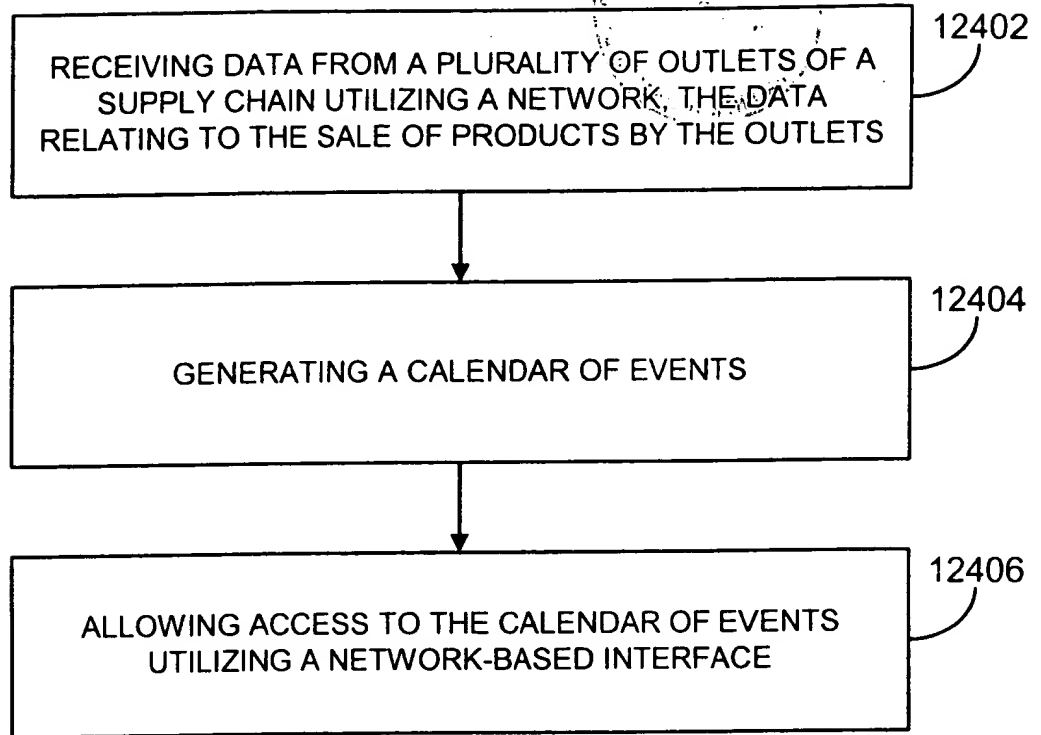 12402
RECEIVING DATA FROM A PLURALITY OF OUTLETS OF A
SUPPLY CHAIN UTILIZING A NETWORK, THE DATA
RELATING TO THE SALE OF PRODUCTS BY THE OUTLETS
12404
GENERATING A CALENDAR OF EVENTS
12406
ALLOWING ACCESS TO THE CALENDAR OF EVENTS
UTILIZING A NETWORK-BASED INTERFACE